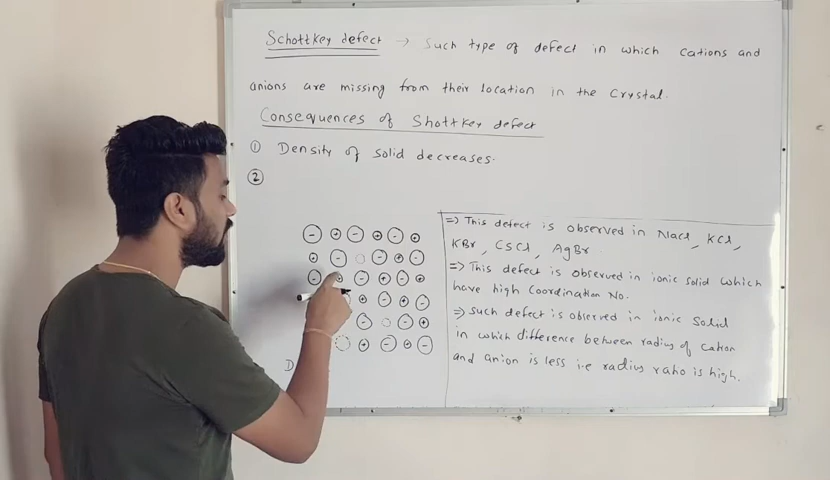 Schottkey defect → Such type of defect in which cations and
anions are missing from their location in the crystal.
Consequences of Shottkey defect
① Density of solid decreases.
②
⇒ This defect is observed in NaCl, KCl,
KBr, CsCl, AgBr.
⇒ This defect is observed in ionic solid which
have high coordination No.
⇒ Such defect is observed in ionic solid
in which difference between radius of cation
and anion is less i.e radius ratio is high.
D